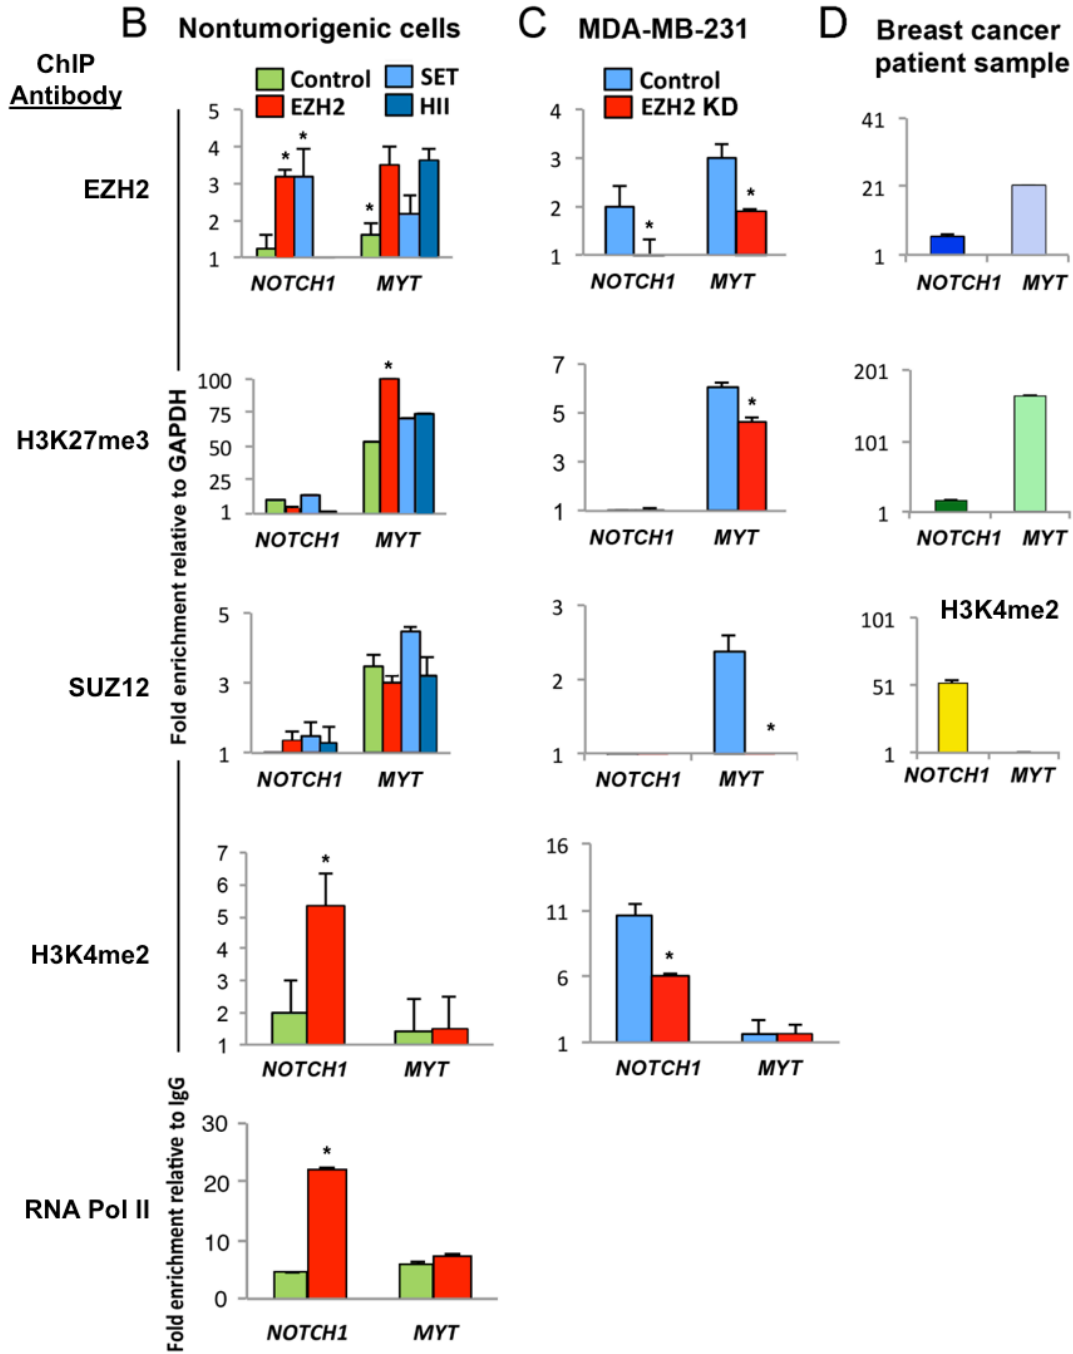 B Nontumorigenic cells
C MDA-MB-231
D Breast cancer
patient sample
ChIP
Antibody
Control
SET
EZH2
HII
Control
EZH2 KD
EZH2
5
4
3
2
1
* * *
NOTCH1 MYT
4
3
2
1
* *
NOTCH1 MYT
41
21
1
NOTCH1 MYT
Fold enrichment relative to GAPDH
H3K27me3
100
75
50
25
1
*
NOTCH1 MYT
7
5
3
1
*
NOTCH1 MYT
201
101
1
NOTCH1 MYT
SUZ12
5
3
1
NOTCH1 MYT
3
2
1
*
NOTCH1 MYT
H3K4me2
101
51
1
NOTCH1 MYT
H3K4me2
7
6
5
4
3
2
1
*
NOTCH1 MYT
16
11
6
1
*
NOTCH1 MYT
Fold enrichment relative to IgG
RNA Pol II
30
20
10
0
*
NOTCH1 MYT